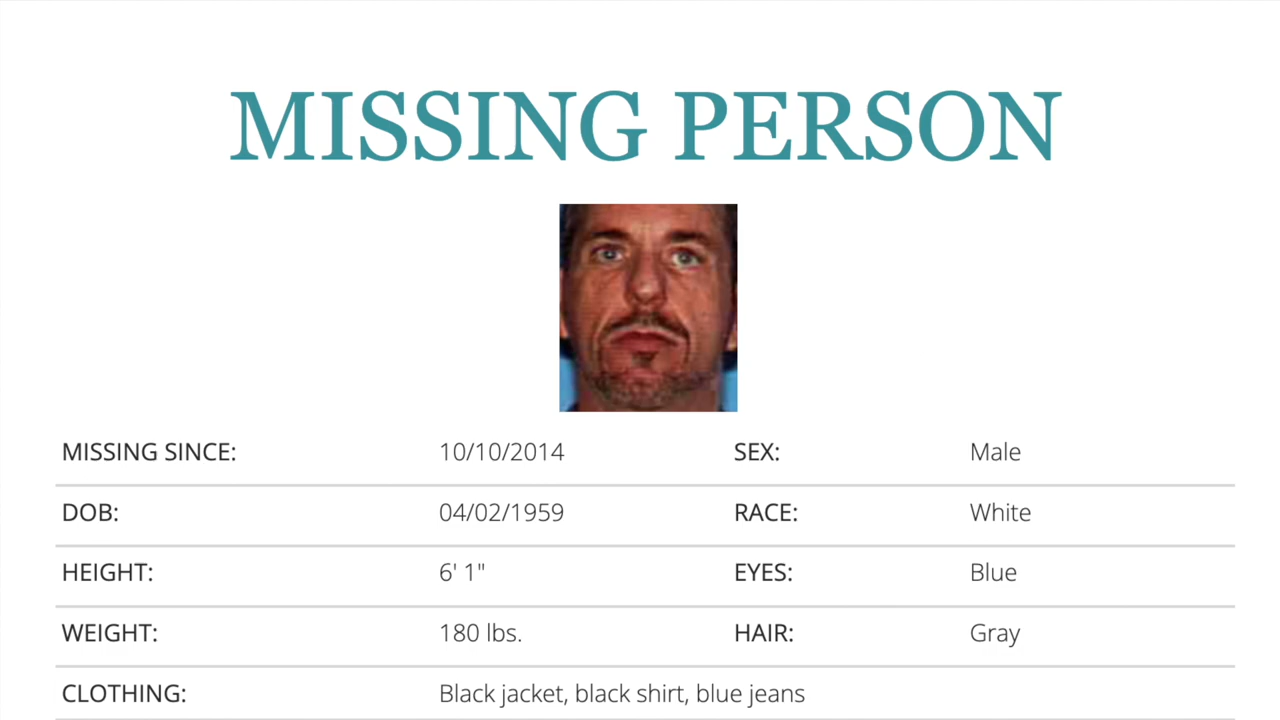 MISSING PERSON
MISSING SINCE: 10/10/2014 SEX: Male
DOB: 04/02/1959 RACE: White
HEIGHT: 6' 1" EYES: Blue
WEIGHT: 180 lbs. HAIR: Gray
CLOTHING: Black jacket, black shirt, blue jeans